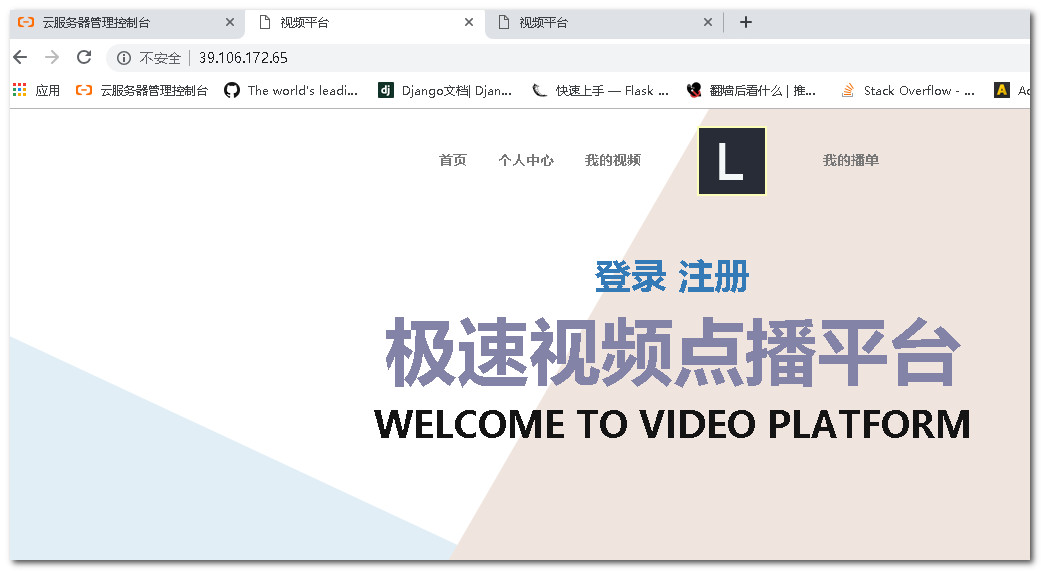 云服务器管理控制台 视频平台 视频平台
不安全 39.106.172.65
应用 云服务器管理控制台 The world's leadi... Django文档| Djan... 快速上手 — Flask ... 翻墙后看什么 | 推... Stack Overflow - ...
首页 个人中心 我的视频 L 我的播单
登录 注册
极速视频点播平台
WELCOME TO VIDEO PLATFORM